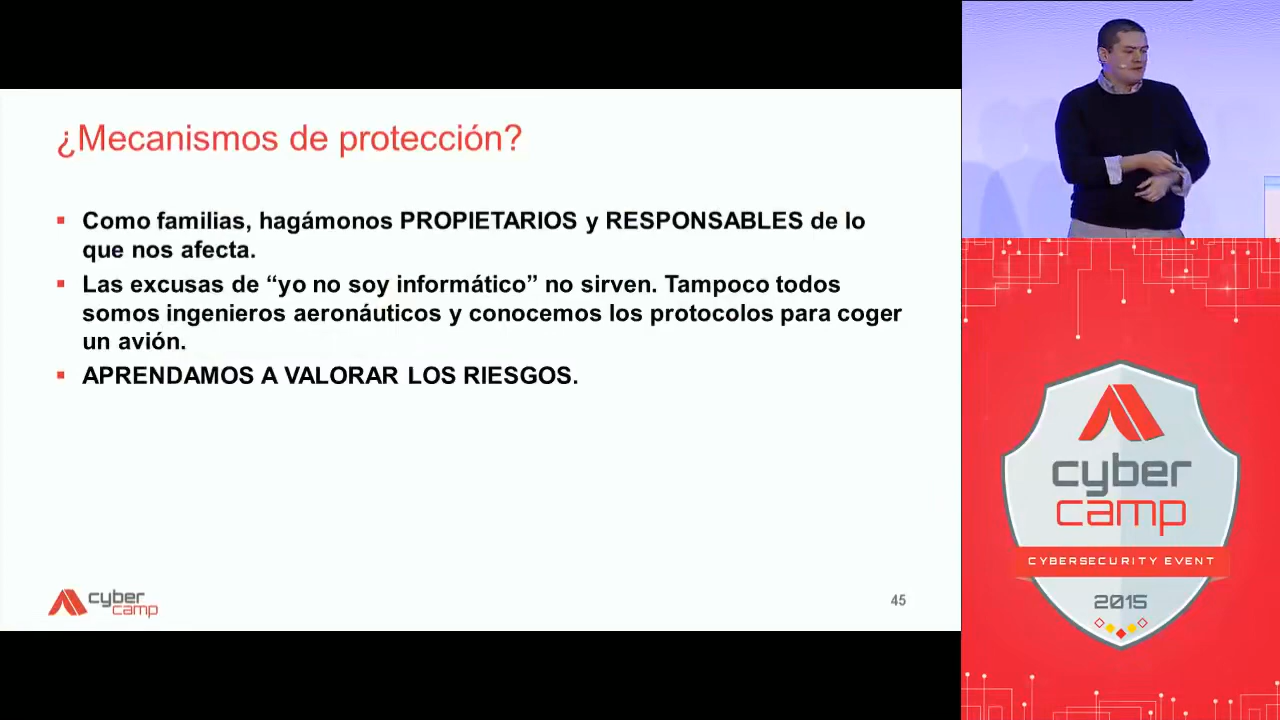 ¿Mecanismos de protección?
Como familias, hagámonos PROPIETARIOS y RESPONSABLES de lo
que nos afecta.
Las excusas de “yo no soy informático” no sirven. Tampoco todos
somos ingenieros aeronáuticos y conocemos los protocolos para coger
un avión.
APRENDAMOS A VALORAR LOS RIESGOS.
cyber
camp
45
cyber
camp
CYBERSECURITY EVENT
2015